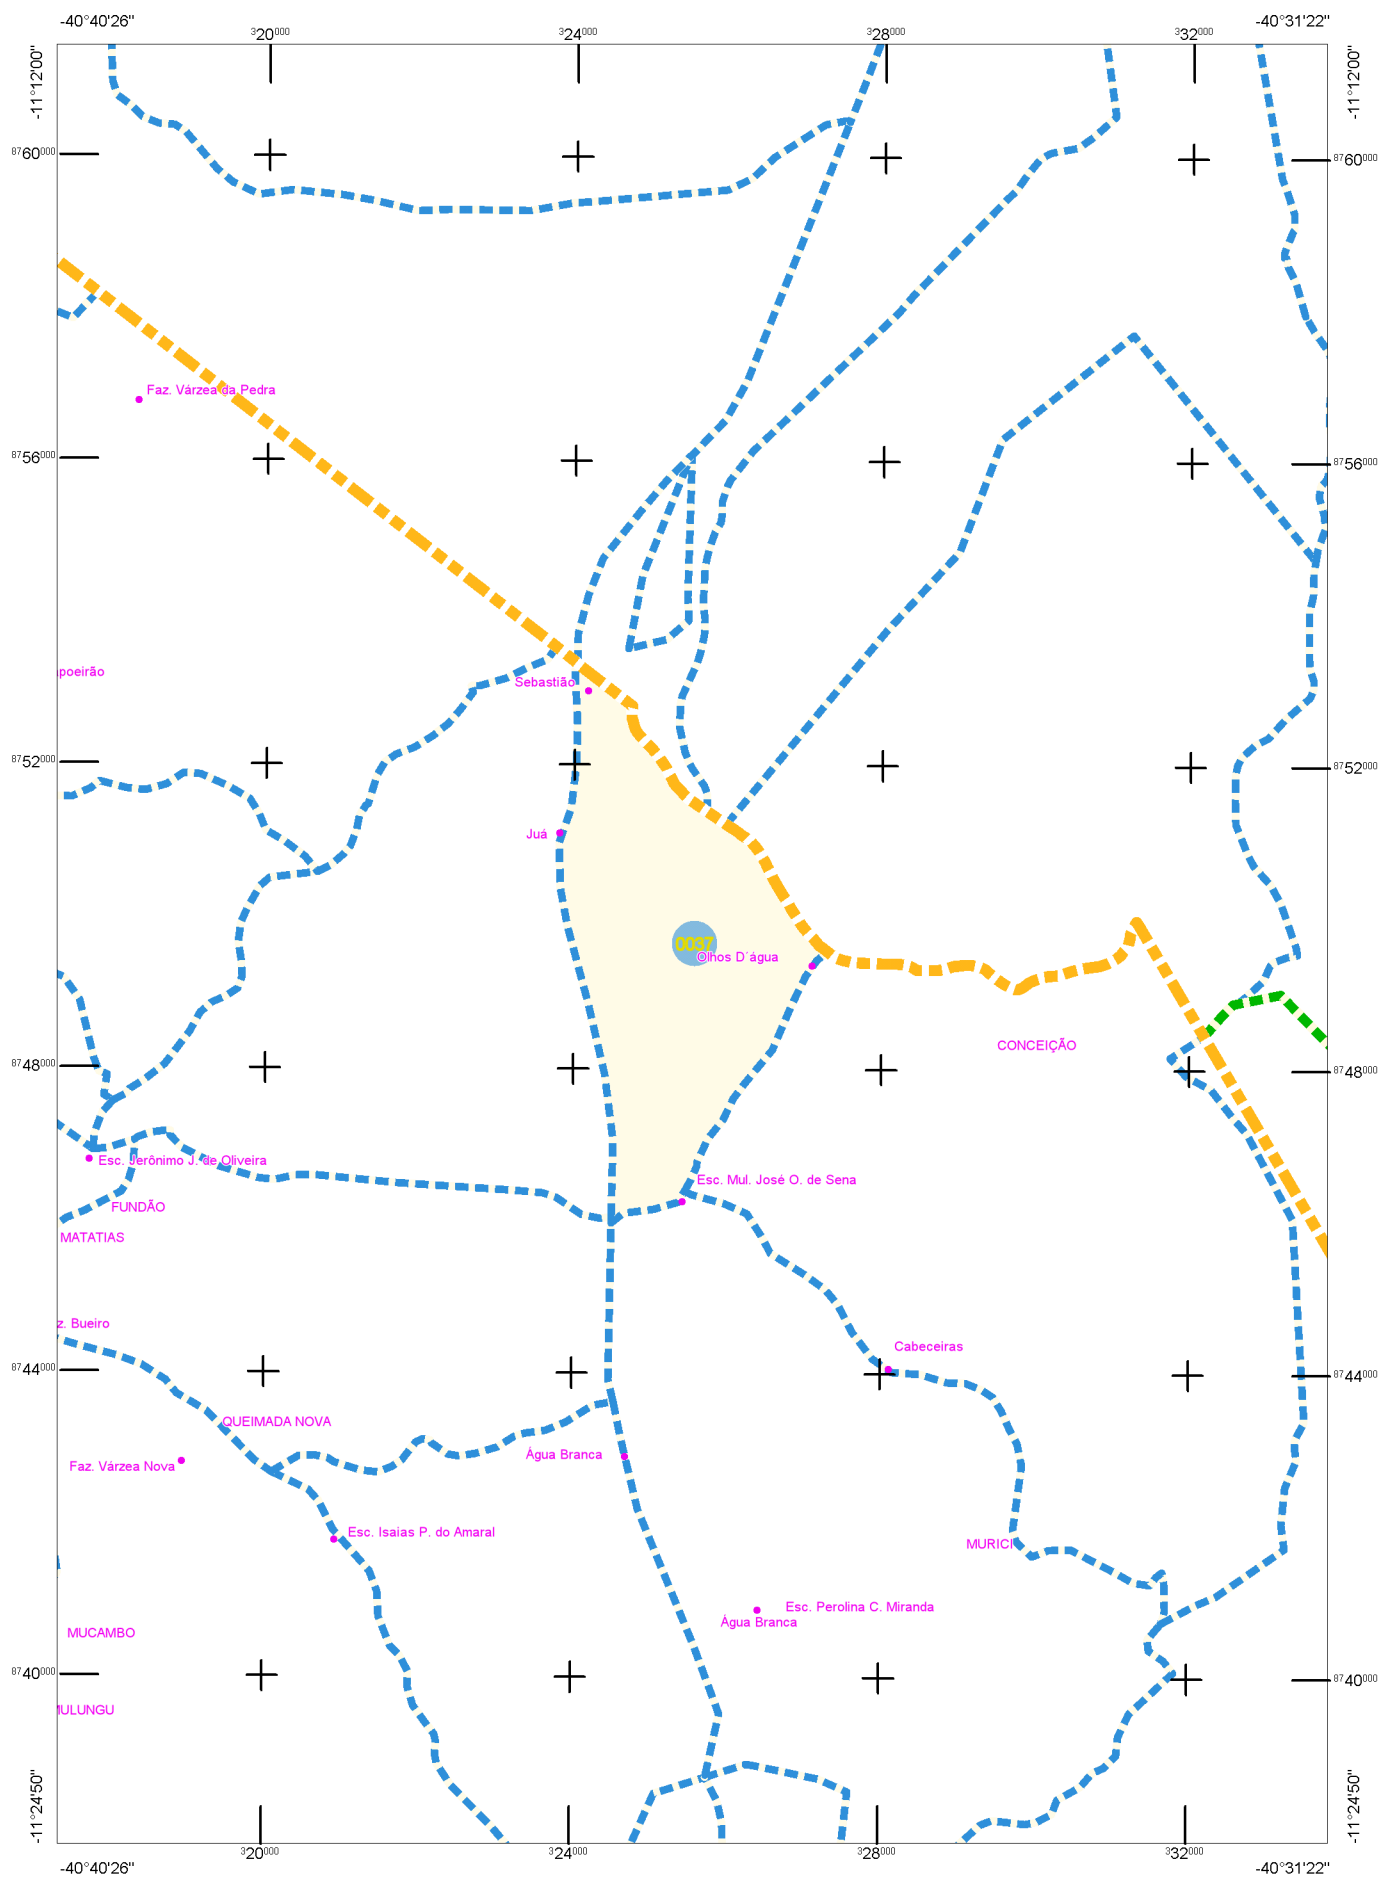 -40°40'26" -40°31'22"
320000 324000 328000 332000
-11°12'00" -11°12'00"
8760000 8760000
Faz. Várzea da Pedra
8756000 8756000
poeirão
Sebastião
8752000 8752000
Juá
0037
Olhos D´água
CONCEIÇÃO
8748000 8748000
Esc. Jerônimo J. de Oliveira
Esc. Mul. José O. de Sena
FUNDÃO
MATATIAS
z. Bueiro
Cabeceiras
8744000 8744000
QUEIMADA NOVA
Água Branca
Faz. Várzea Nova
Esc. Isaias P. do Amaral
MURICI
Esc. Perolina C. Miranda
Água Branca
MUCAMBO
8740000 8740000
ULUNGU
-11°24'50" -11°24'50"
320000 324000 328000 332000
-40°40'26" -40°31'22"